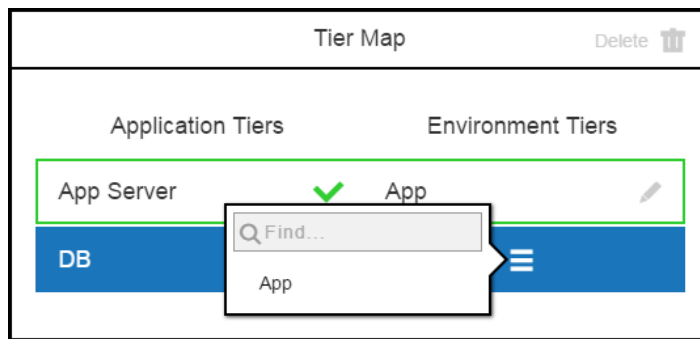 Tier Map
Delete
Application Tiers
Environment Tiers
App Server
App
Find...
DB
App